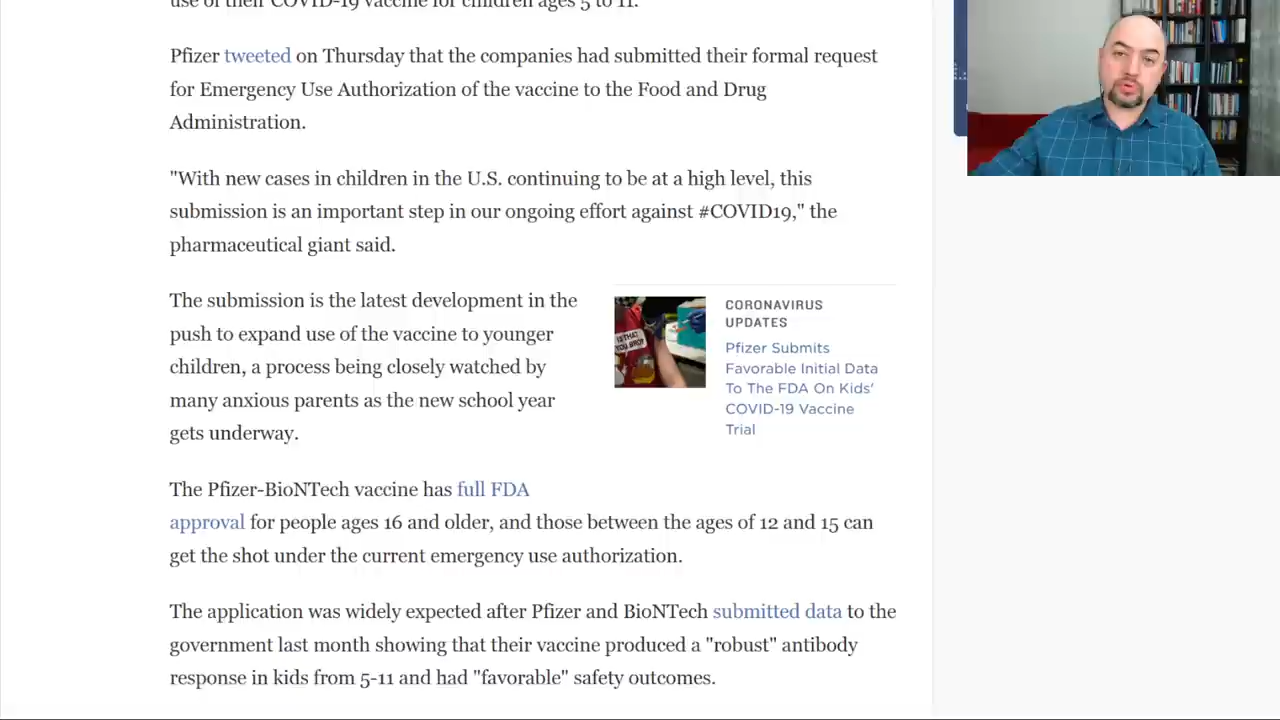 use of their COVID-19 vaccine for children ages 5 to 11.
Pfizer tweeted on Thursday that the companies had submitted their formal request
for Emergency Use Authorization of the vaccine to the Food and Drug
Administration.
"With new cases in children in the U.S. continuing to be at a high level, this
submission is an important step in our ongoing effort against #COVID19," the
pharmaceutical giant said.
The submission is the latest development in the
push to expand use of the vaccine to younger
children, a process being closely watched by
many anxious parents as the new school year
gets underway.
IS THAT
YOU BRO?
CORONAVIRUS
UPDATES
Pfizer Submits
Favorable Initial Data
To The FDA On Kids'
COVID-19 Vaccine
Trial
The Pfizer-BioNTech vaccine has full FDA
approval for people ages 16 and older, and those between the ages of 12 and 15 can
get the shot under the current emergency use authorization.
The application was widely expected after Pfizer and BioNTech submitted data to the
government last month showing that their vaccine produced a "robust" antibody
response in kids from 5-11 and had "favorable" safety outcomes.